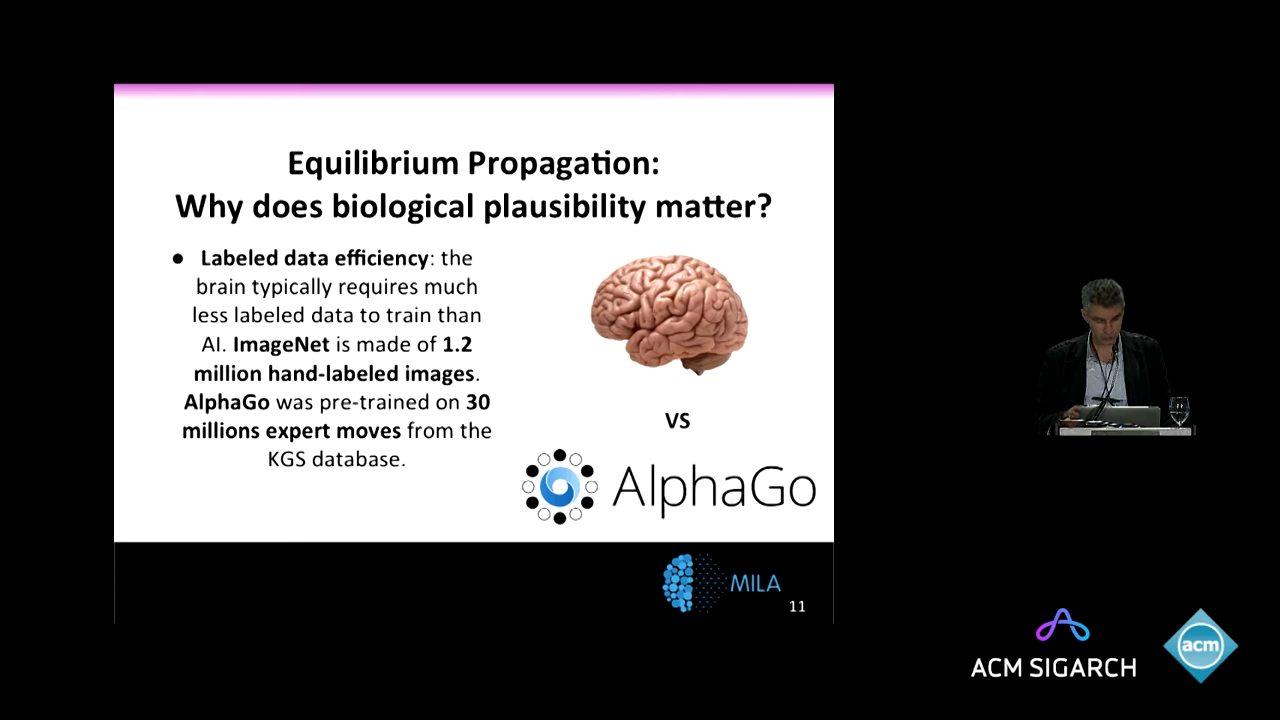 Equilibrium Propagation:
Why does biological plausibility matter?
● Labeled data efficiency: the
brain typically requires much
less labeled data to train than
AI. ImageNet is made of 1.2
million hand-labeled images.
AlphaGo was pre-trained on 30
millions expert moves from the
KGS database.
VS
AlphaGo
MILA
11
ACM SIGARCH
acm